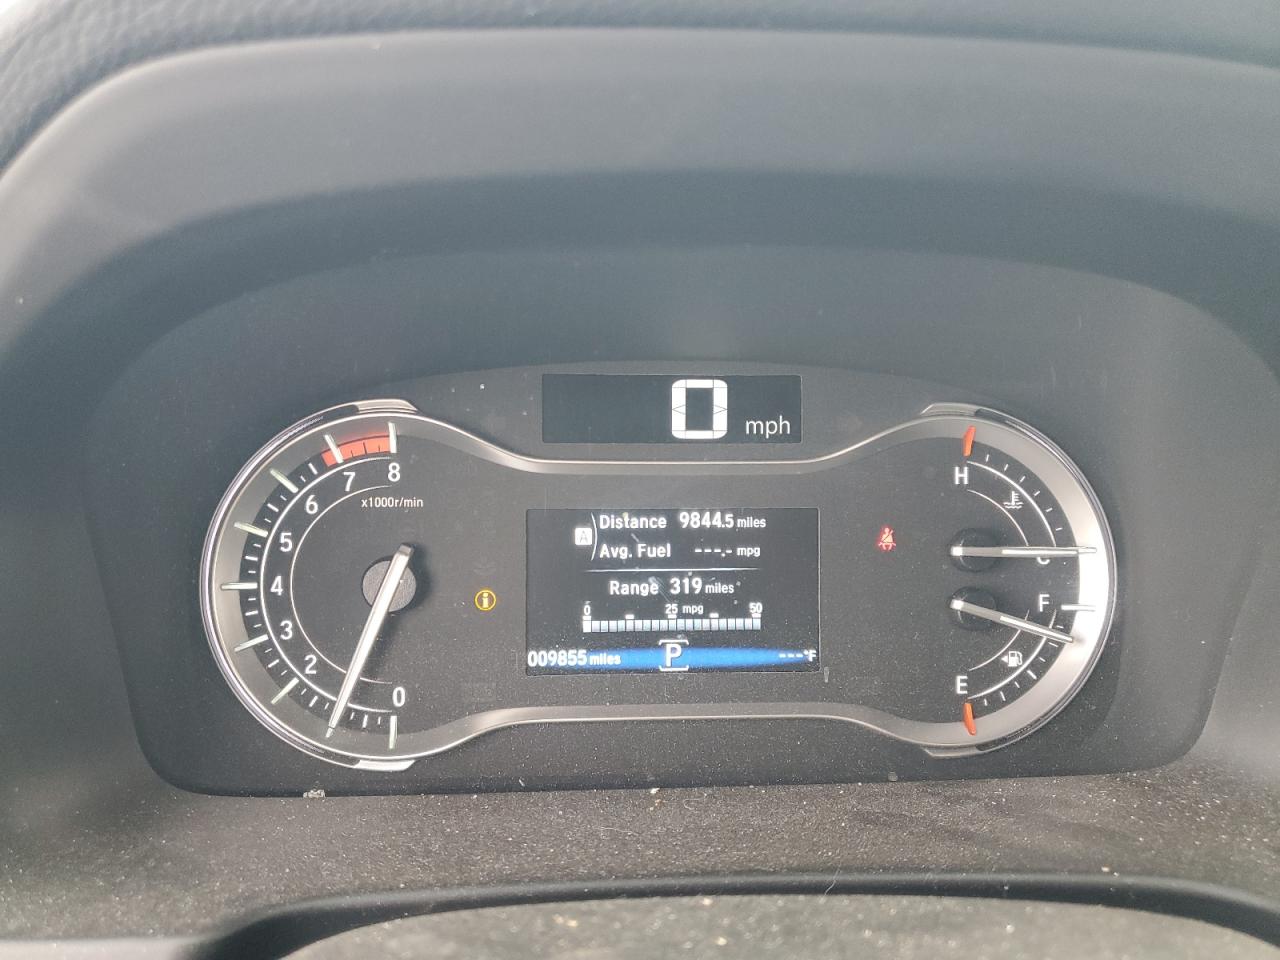 0 mph
8
7
6
5
4
3
2
0
x1000r/min
A
Distance 9844.5 miles
Avg. Fuel ---.- mpg
Range 319 miles
0 25 mpg 50
009855 miles P ---°F
i
H
C
F
E